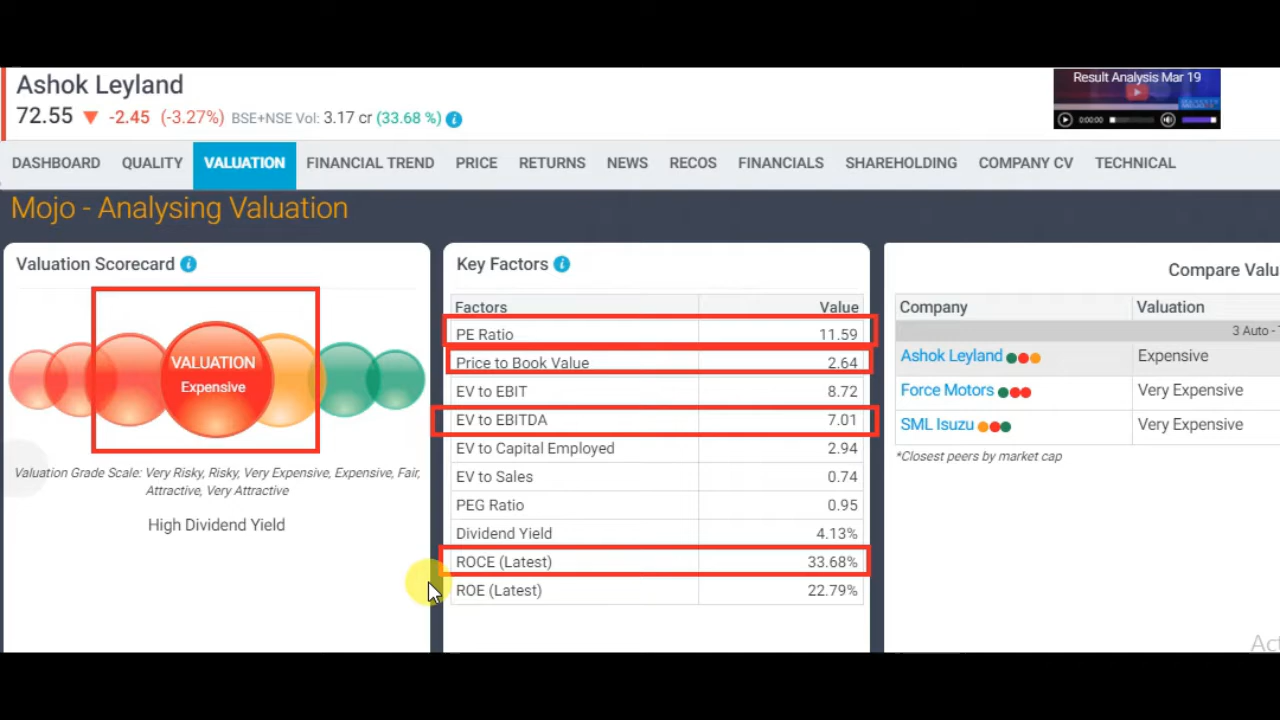 Ashok Leyland
72.55 ▼ -2.45 (-3.27%) BSE+NSE Vol: 3.17 cr (33.68 %) i
Result Analysis Mar 19
0:00:00
DASHBOARD QUALITY VALUATION FINANCIAL TREND PRICE RETURNS NEWS RECOS FINANCIALS SHAREHOLDING COMPANY CV TECHNICAL
Mojo - Analysing Valuation
Valuation Scorecard i
VALUATION
Expensive
Valuation Grade Scale: Very Risky, Risky, Very Expensive, Expensive, Fair,
Attractive, Very Attractive
High Dividend Yield
Key Factors i
Factors Value
PE Ratio 11.59
Price to Book Value 2.64
EV to EBIT 8.72
EV to EBITDA 7.01
EV to Capital Employed 2.94
EV to Sales 0.74
PEG Ratio 0.95
Dividend Yield 4.13%
ROCE (Latest) 33.68%
ROE (Latest) 22.79%
Compare Valu
Company Valuation
3 Auto -
Ashok Leyland Expensive
Force Motors Very Expensive
SML Isuzu Very Expensive
*Closest peers by market cap
Act